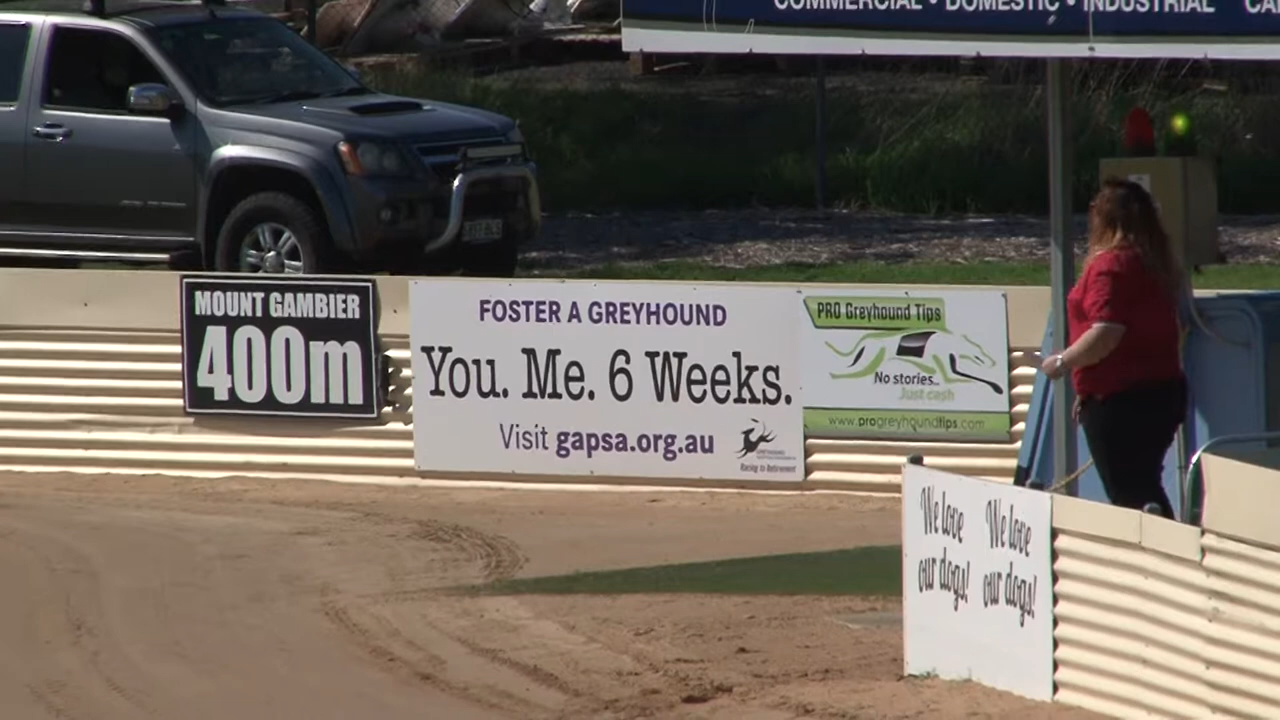 COMMERCIAL • DOMESTIC • INDUSTRIAL
MOUNT GAMBIER
400m
FOSTER A GREYHOUND
You. Me. 6 Weeks.
Visit gapsa.org.au
Racing to Retirement
PRO Greyhound Tips
No stories..
Just cash
www.progreyhoundtips.com
We love
our dogs!
We love
our dogs!